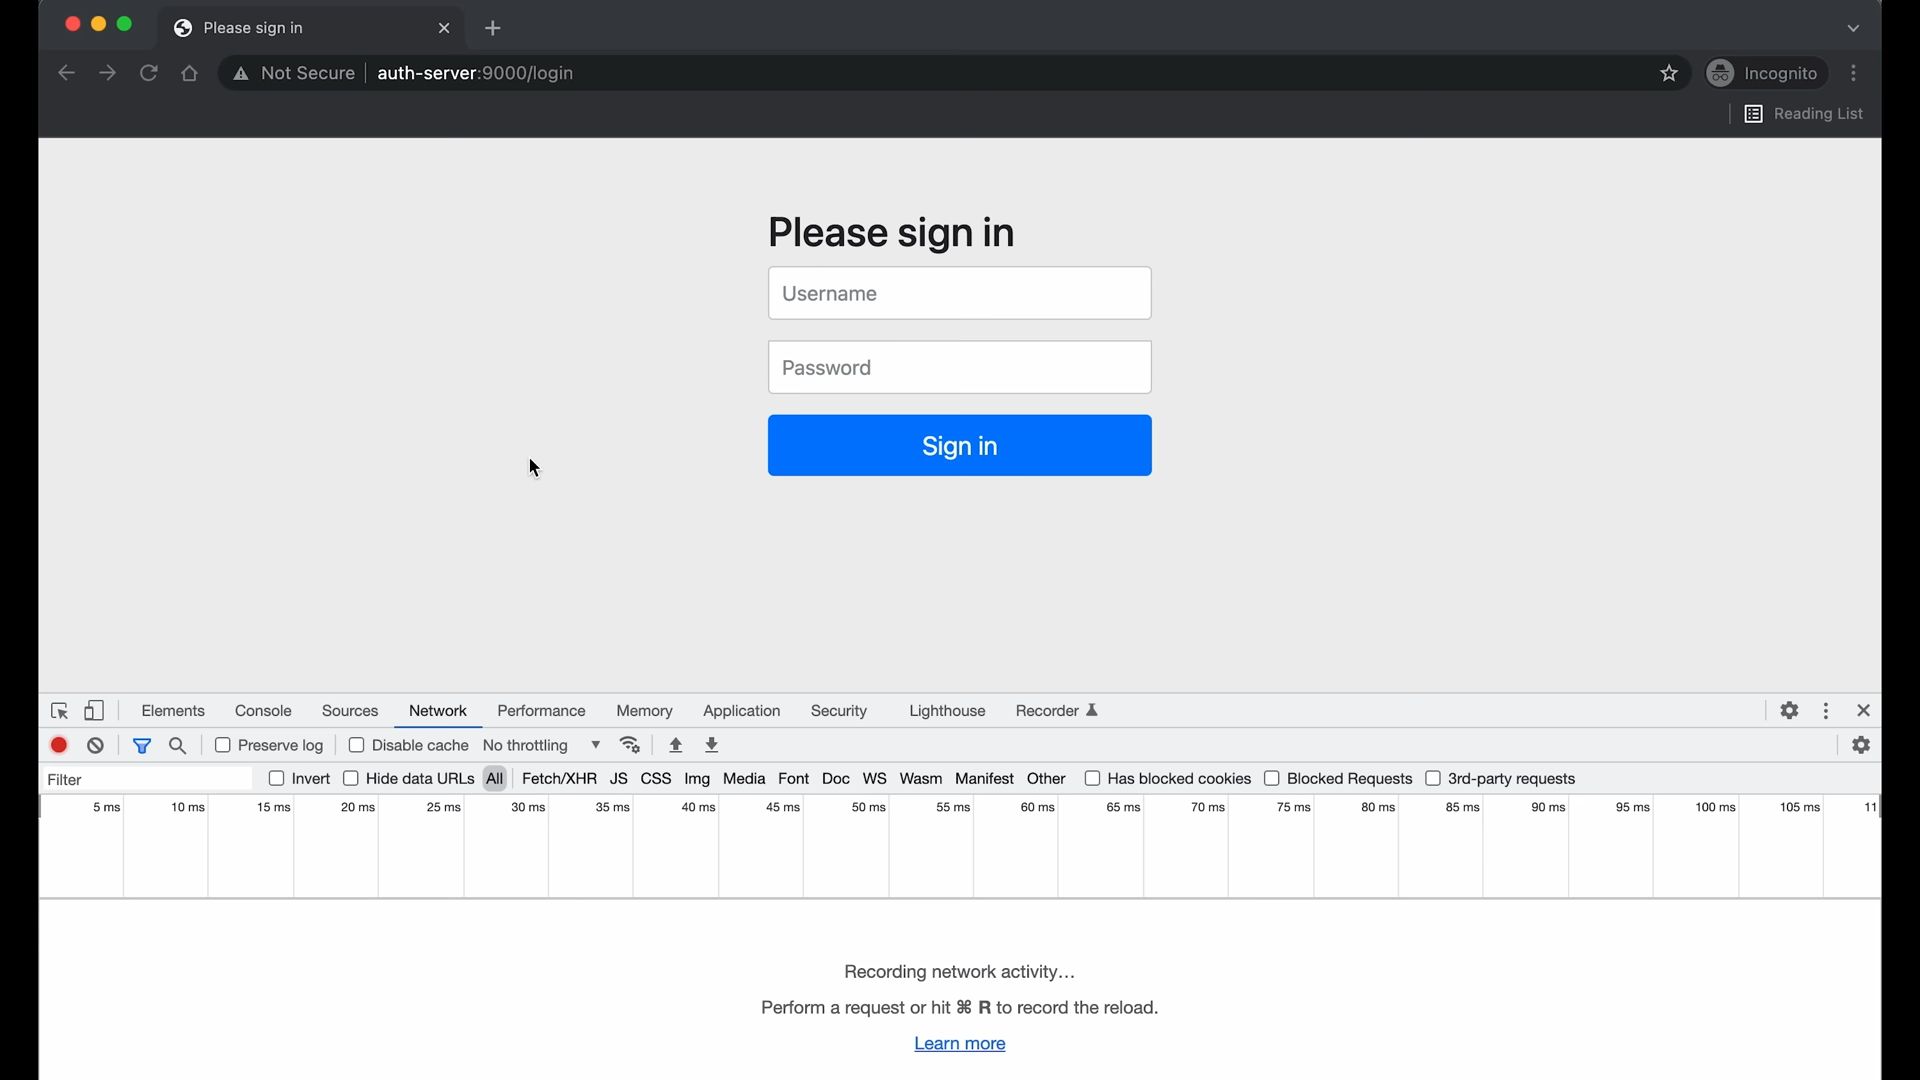 Please sign in
Not Secure auth-server:9000/login Incognito
Reading List
Please sign in
Username
Password
Sign in
Elements Console Sources Network Performance Memory Application Security Lighthouse Recorder
Preserve log Disable cache No throttling
Filter Invert Hide data URLs All Fetch/XHR JS CSS Img Media Font Doc WS Wasm Manifest Other Has blocked cookies Blocked Requests 3rd-party requests
5 ms 10 ms 15 ms 20 ms 25 ms 30 ms 35 ms 40 ms 45 ms 50 ms 55 ms 60 ms 65 ms 70 ms 75 ms 80 ms 85 ms 90 ms 95 ms 100 ms 105 ms 11
Recording network activity…
Perform a request or hit ⌘ R to record the reload.
Learn more